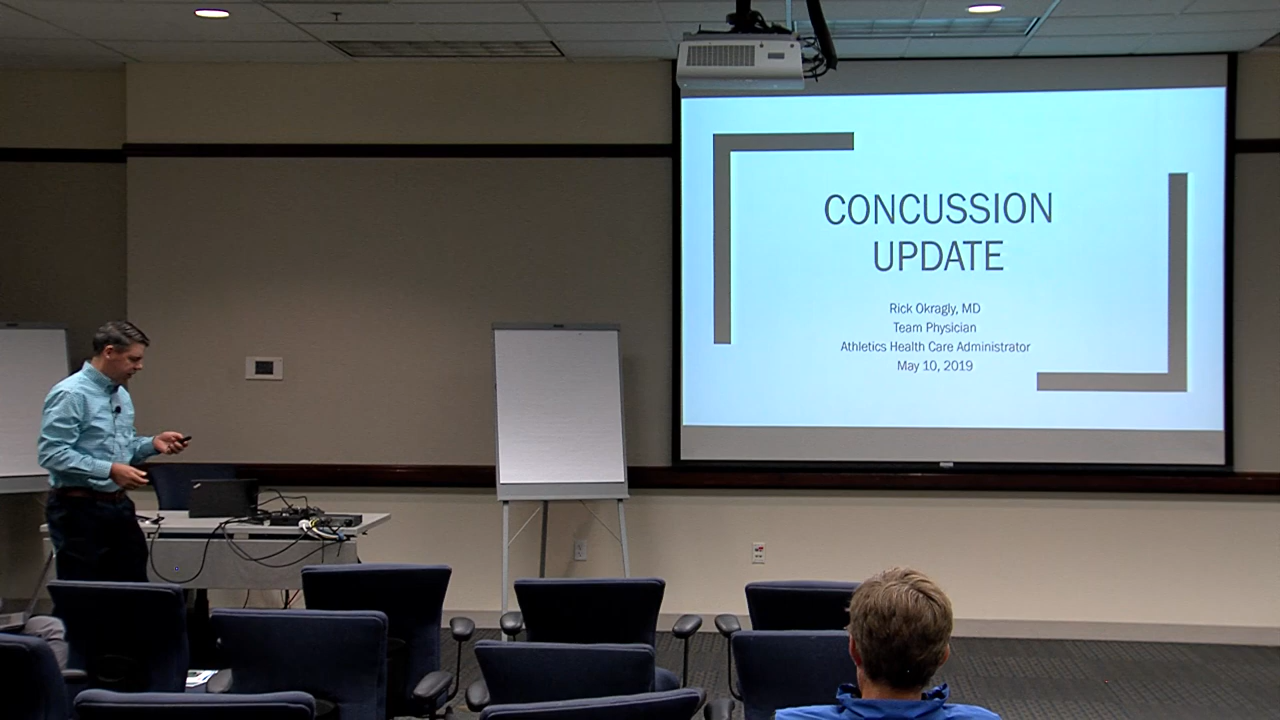 CONCUSSION
UPDATE
Rick Okragly, MD
Team Physician
Athletics Health Care Administrator
May 10, 2019